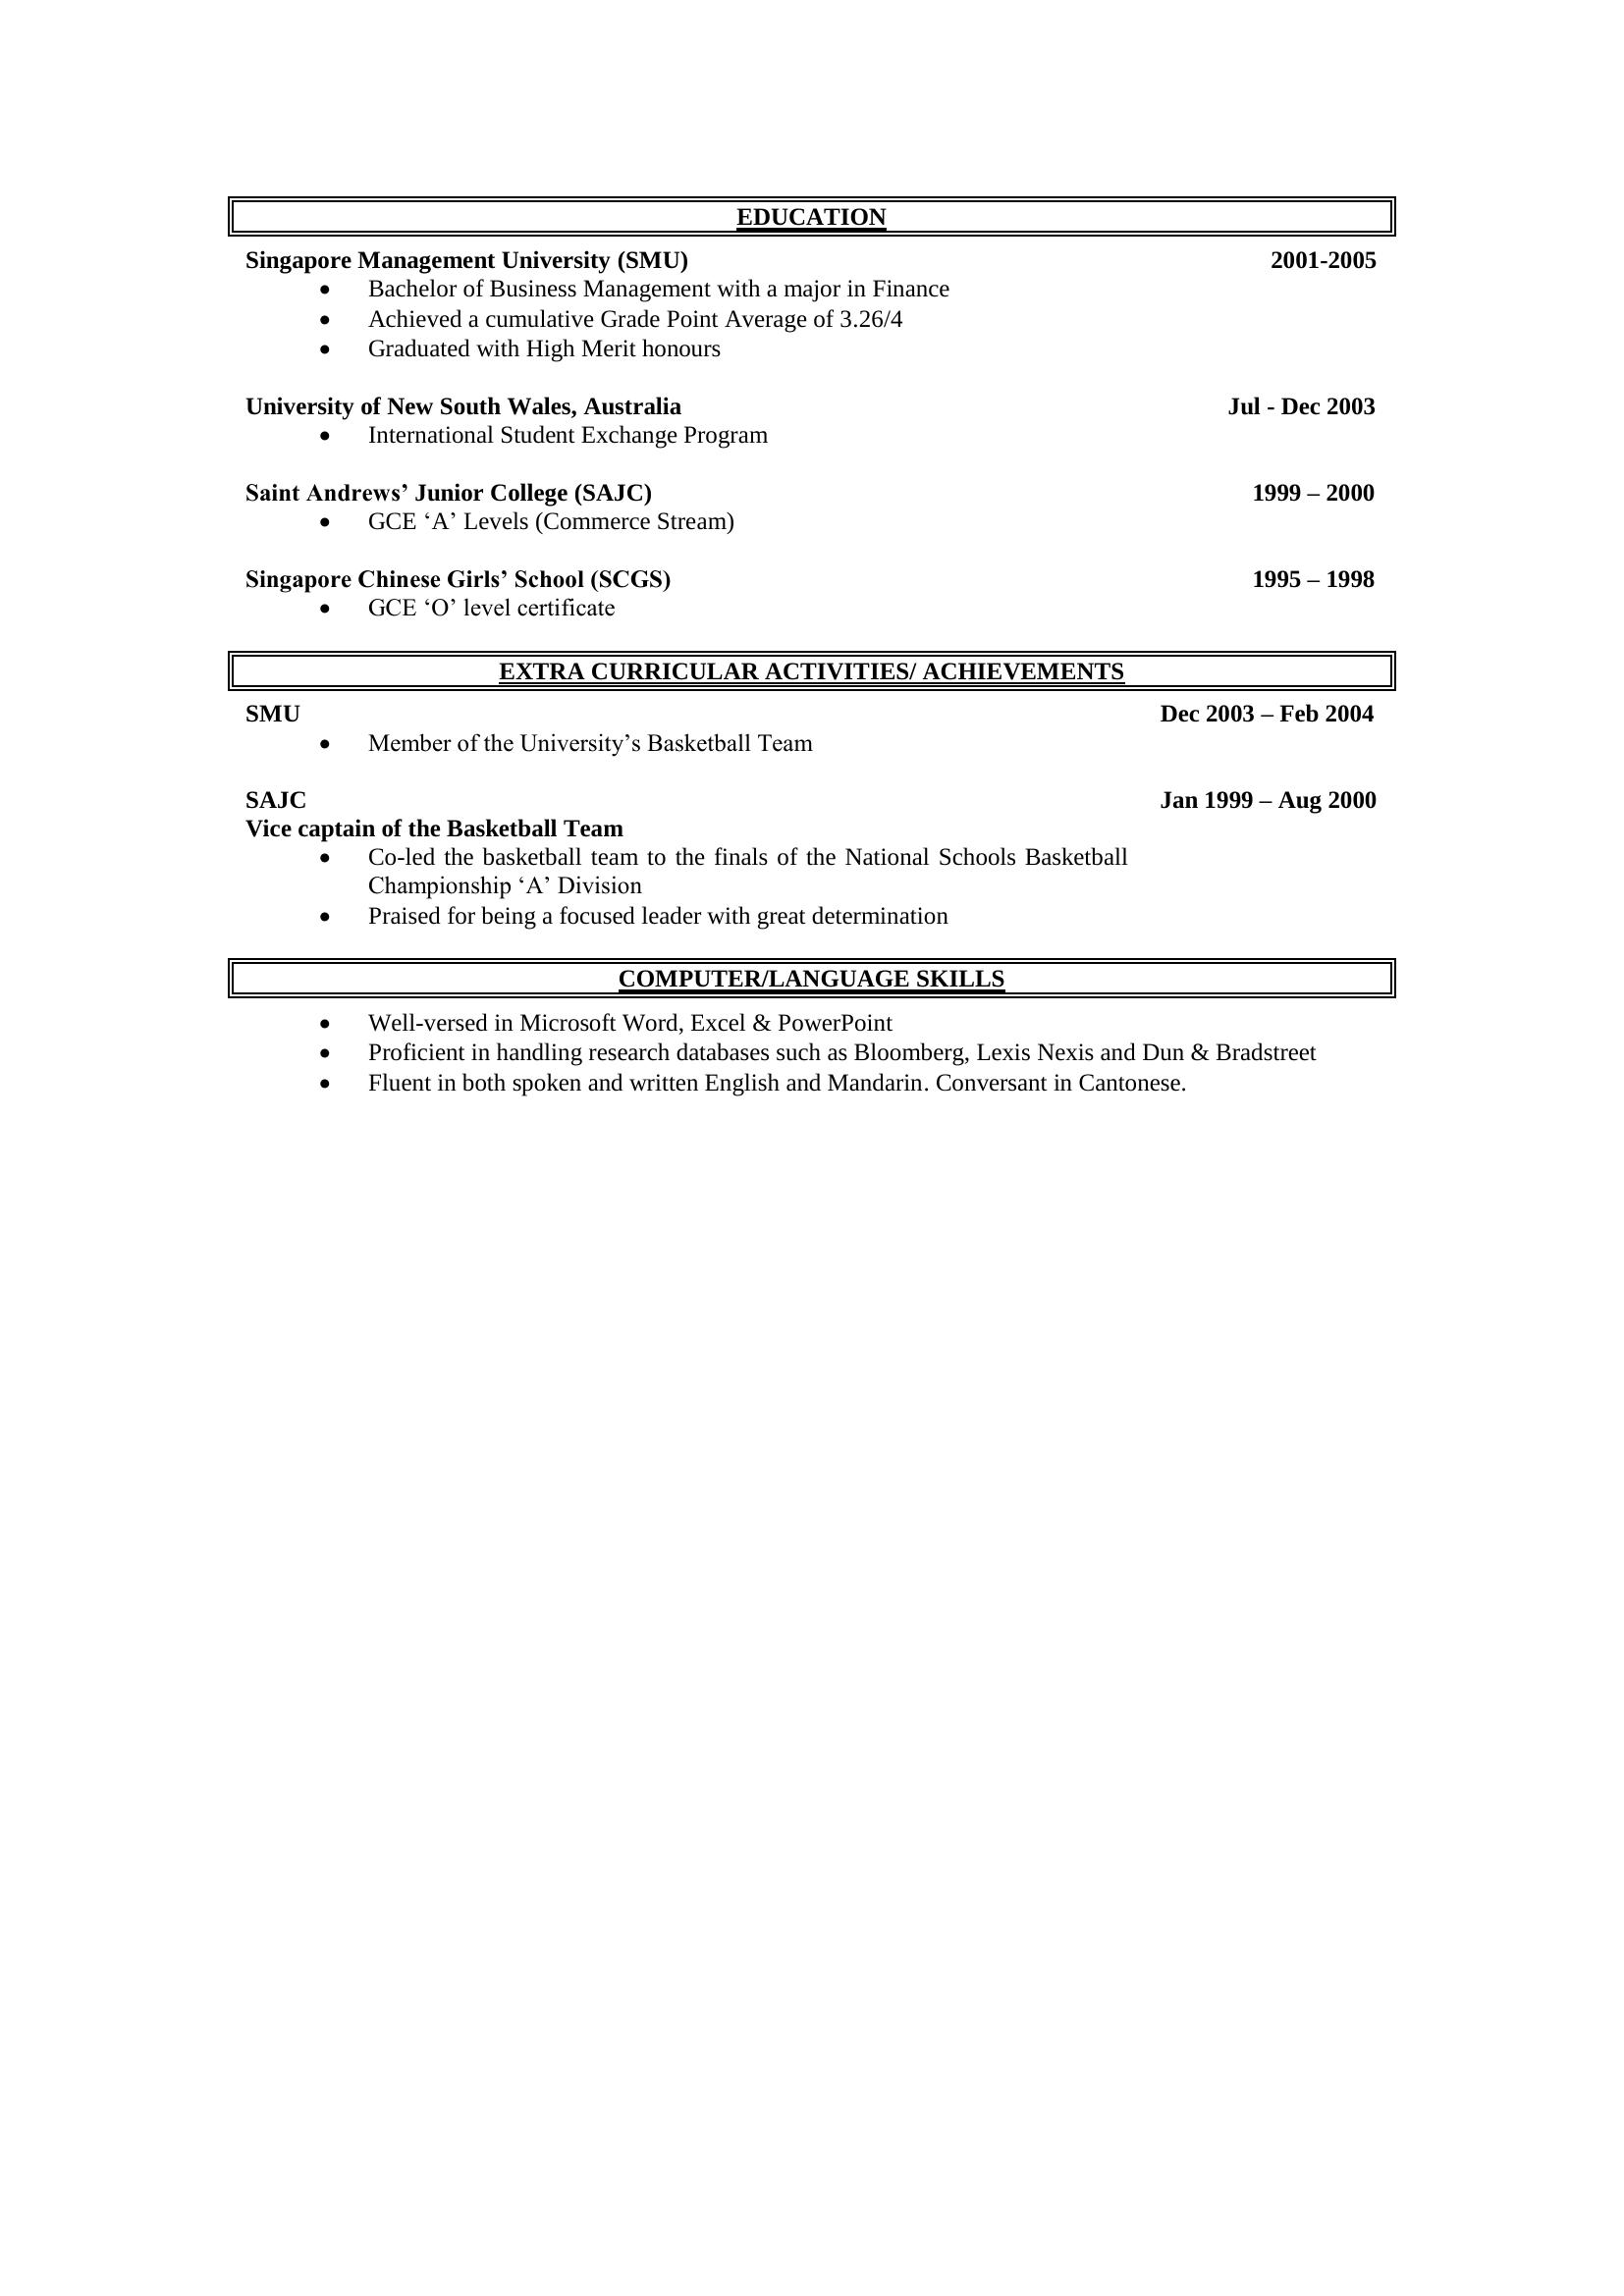 EDUCATION
Singapore Management University (SMU) 2001-2005
• Bachelor of Business Management with a major in Finance
• Achieved a cumulative Grade Point Average of 3.26/4
• Graduated with High Merit honours
University of New South Wales, Australia Jul - Dec 2003
• International Student Exchange Program
Saint Andrews’ Junior College (SAJC) 1999 – 2000
• GCE ‘A’ Levels (Commerce Stream)
Singapore Chinese Girls’ School (SCGS) 1995 – 1998
• GCE ‘O’ level certificate
EXTRA CURRICULAR ACTIVITIES/ ACHIEVEMENTS
SMU Dec 2003 – Feb 2004
• Member of the University’s Basketball Team
SAJC Jan 1999 – Aug 2000
Vice captain of the Basketball Team
• Co-led the basketball team to the finals of the National Schools Basketball
Championship ‘A’ Division
• Praised for being a focused leader with great determination
COMPUTER/LANGUAGE SKILLS
• Well-versed in Microsoft Word, Excel & PowerPoint
• Proficient in handling research databases such as Bloomberg, Lexis Nexis and Dun & Bradstreet
• Fluent in both spoken and written English and Mandarin. Conversant in Cantonese.